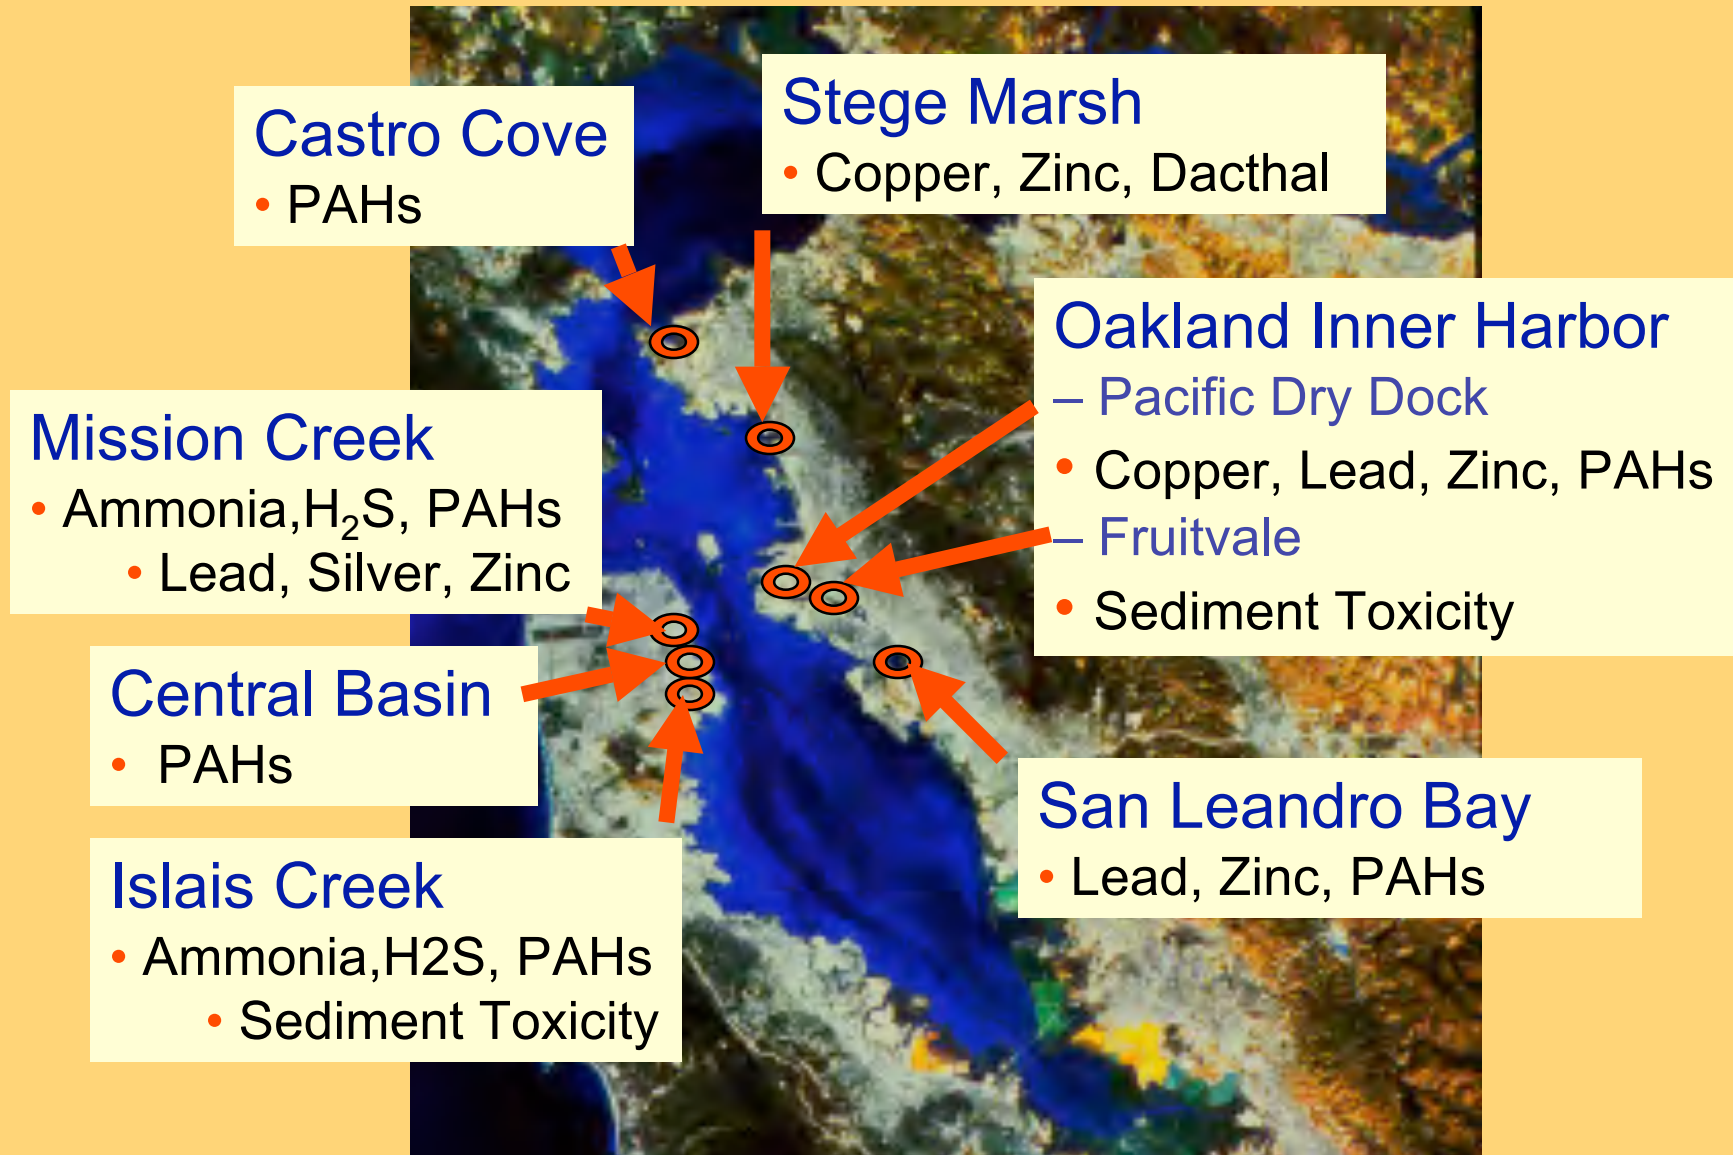 Castro Cove
• PAHs
Stege Marsh
• Copper, Zinc, Dacthal
Oakland Inner Harbor
– Pacific Dry Dock
• Copper, Lead, Zinc, PAHs
– Fruitvale
• Sediment Toxicity
Mission Creek
• Ammonia,H₂S, PAHs
• Lead, Silver, Zinc
Central Basin
• PAHs
San Leandro Bay
• Lead, Zinc, PAHs
Islais Creek
• Ammonia,H2S, PAHs
• Sediment Toxicity